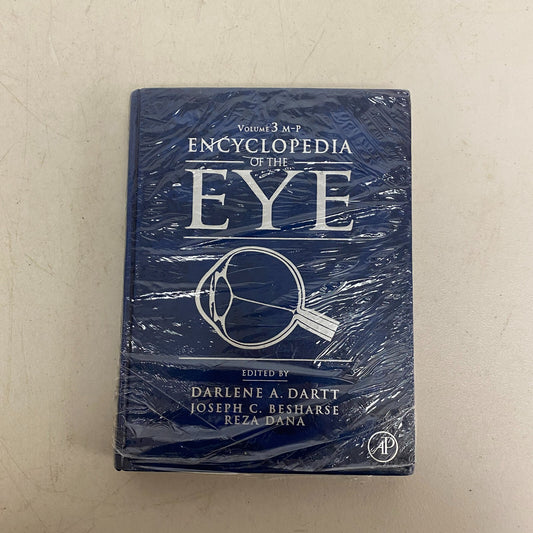 VOLUME 3 M-P
ENCYCLOPEDIA
OF THE
EYE
EDITED BY
DARLENE A. DARTT
JOSEPH C. BESHARSE
REZA DANA
AP